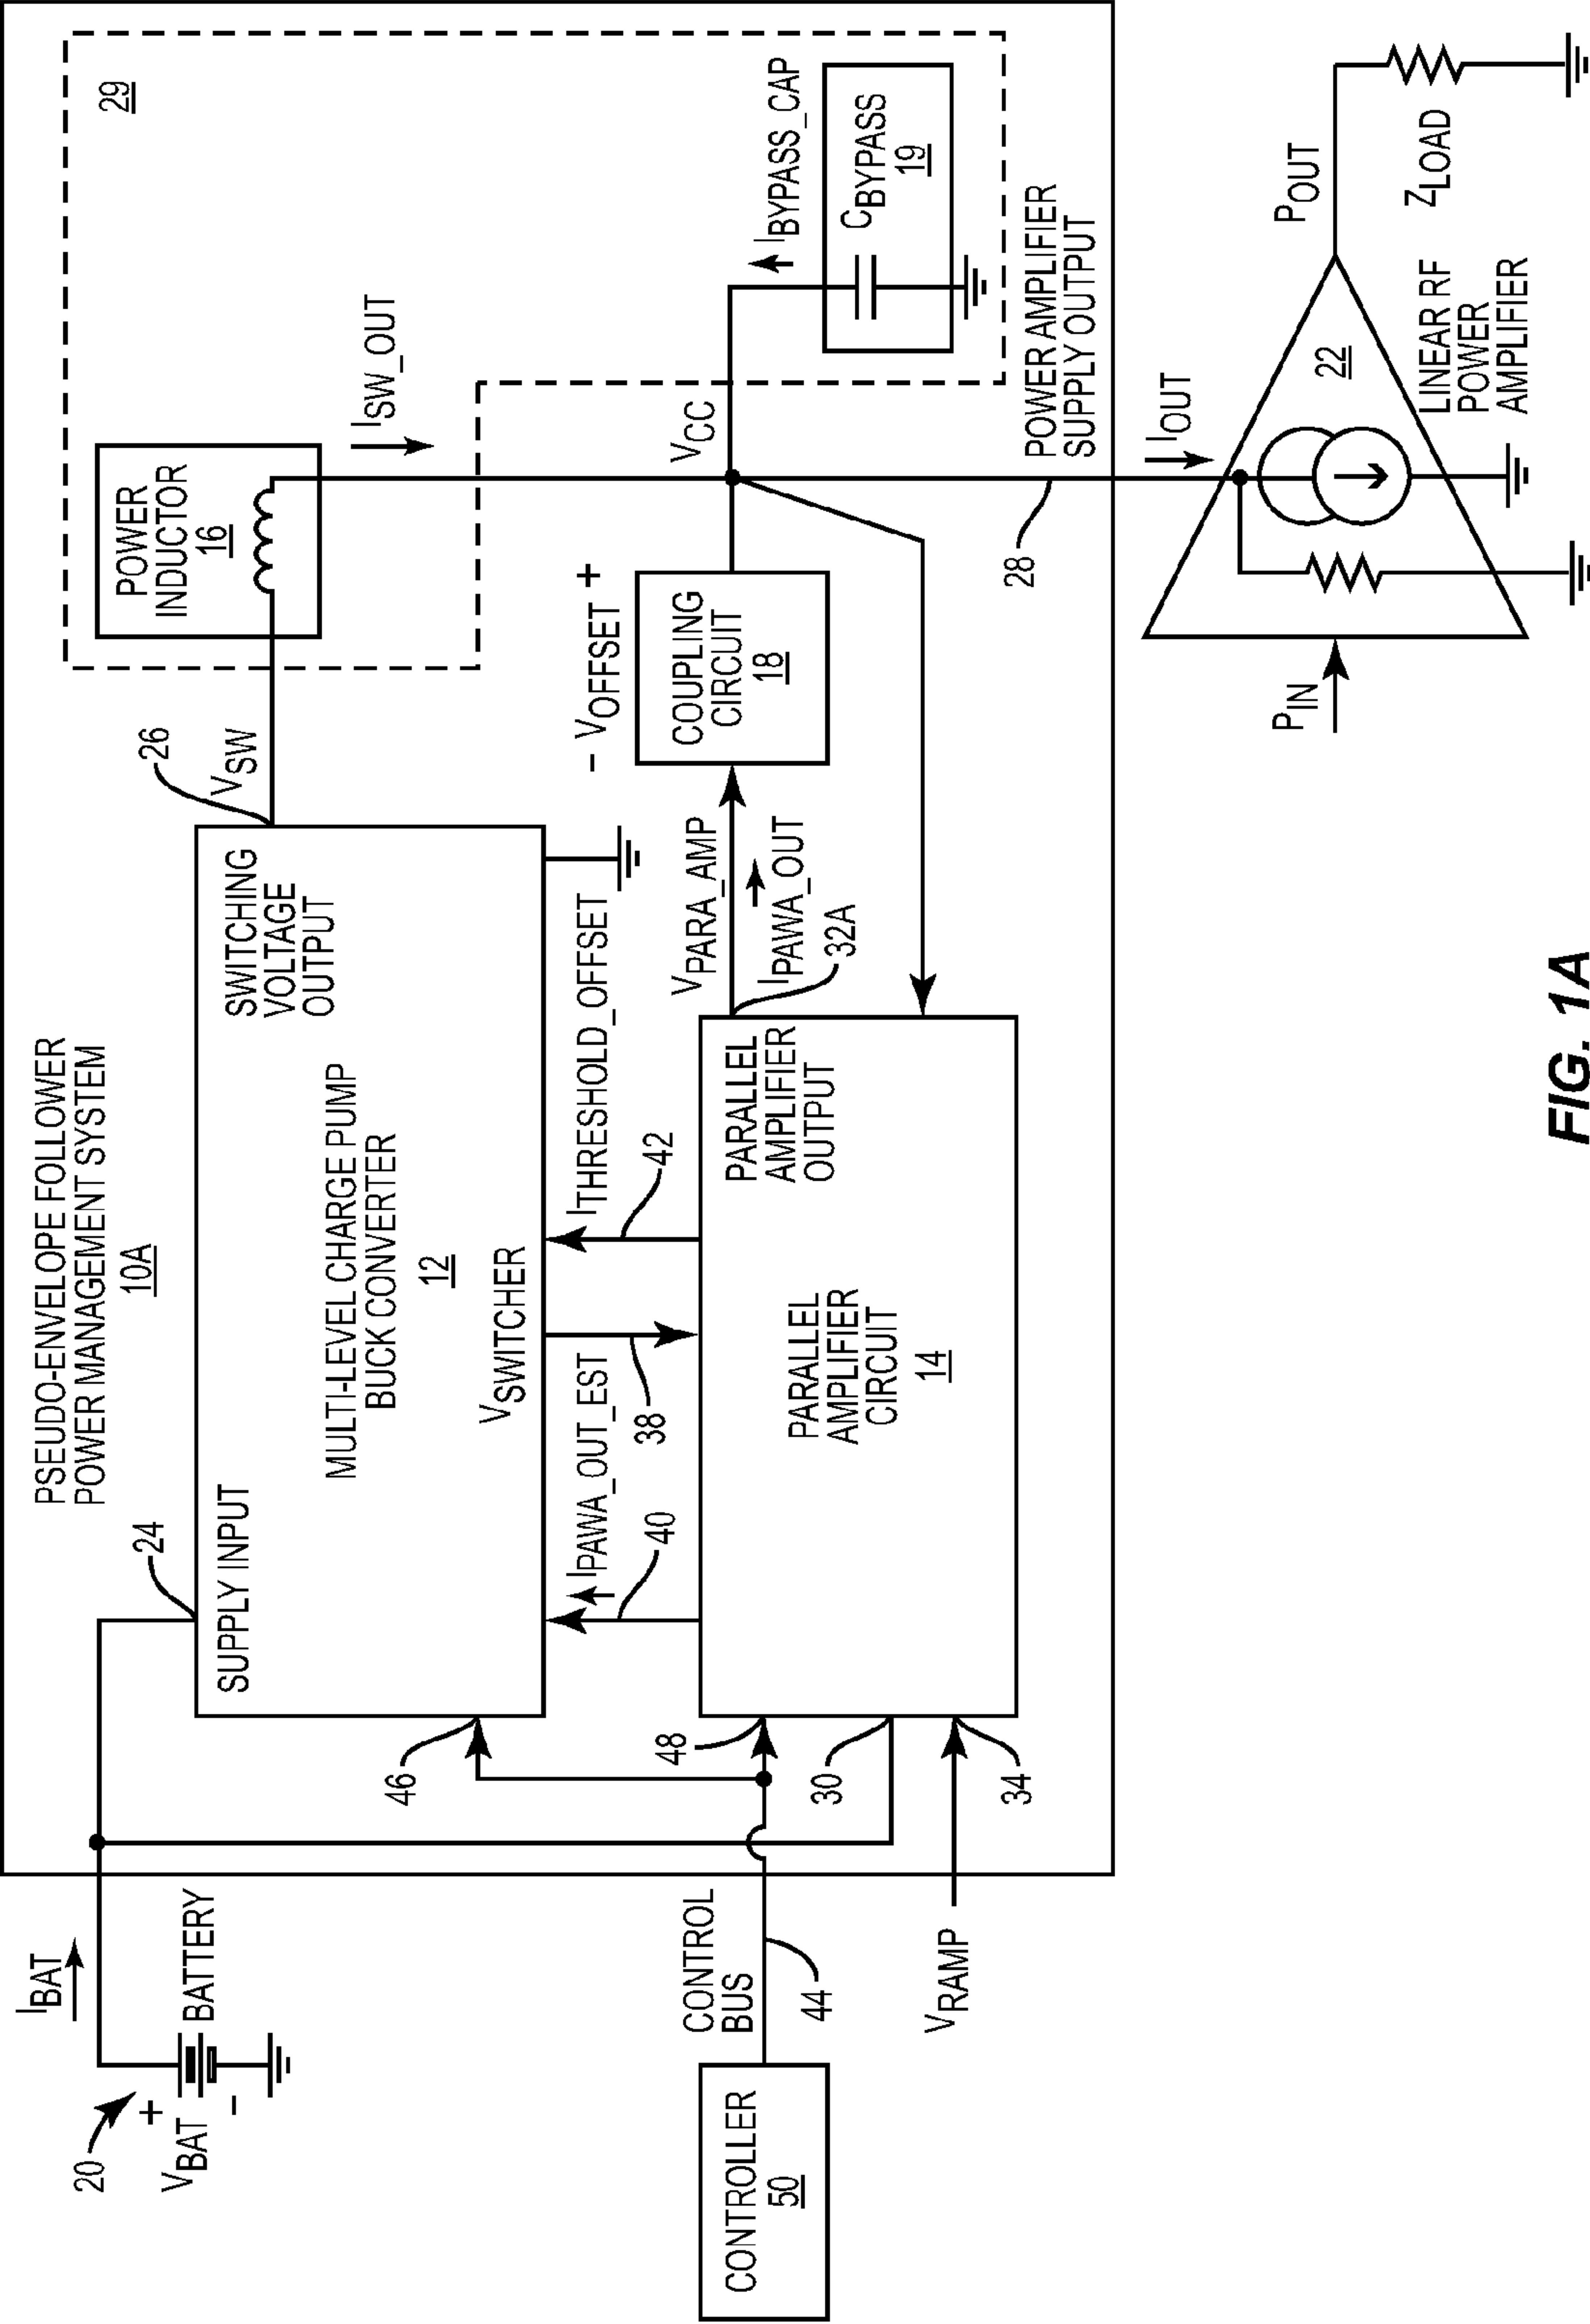 PSEUDO-ENVELOPE FOLLOWER
POWER MANAGEMENT SYSTEM
10A
29
IBAT
20
+
VBAT
-
BATTERY
24
SUPPLY INPUT
MULTI-LEVEL CHARGE PUMP
BUCK CONVERTER
12
VSWITCHER
SWITCHING
VOLTAGE
OUTPUT
26
VSW
POWER
INDUCTOR
16
ISW_OUT
46
IPAWA_OUT_EST
40
38
42
ITHRESHOLD_OFFSET
- VOFFSET +
COUPLING
CIRCUIT
18
VCC
IBYPASS_CAP
CBYPASS
19
VPARA_AMP
IPAWA_OUT
32A
PARALLEL
AMPLIFIER
OUTPUT
PARALLEL
AMPLIFIER
CIRCUIT
14
48
30
34
CONTROL
BUS
44
CONTROLLER
50
VRAMP
28
POWER AMPLIFIER
SUPPLY OUTPUT
IOUT
PIN
22
LINEAR RF
POWER
AMPLIFIER
POUT
ZLOAD
FIG. 1A